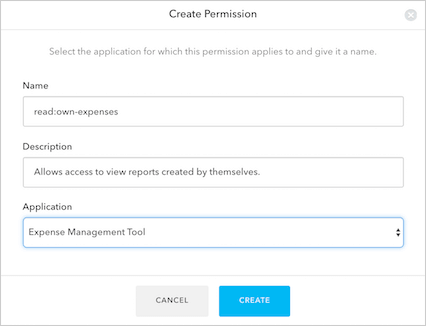 Create Permission
Select the application for which this permission applies to and give it a name.
Name
read:own-expenses
Description
Allows access to view reports created by themselves.
Application
Expense Management Tool
CANCEL
CREATE